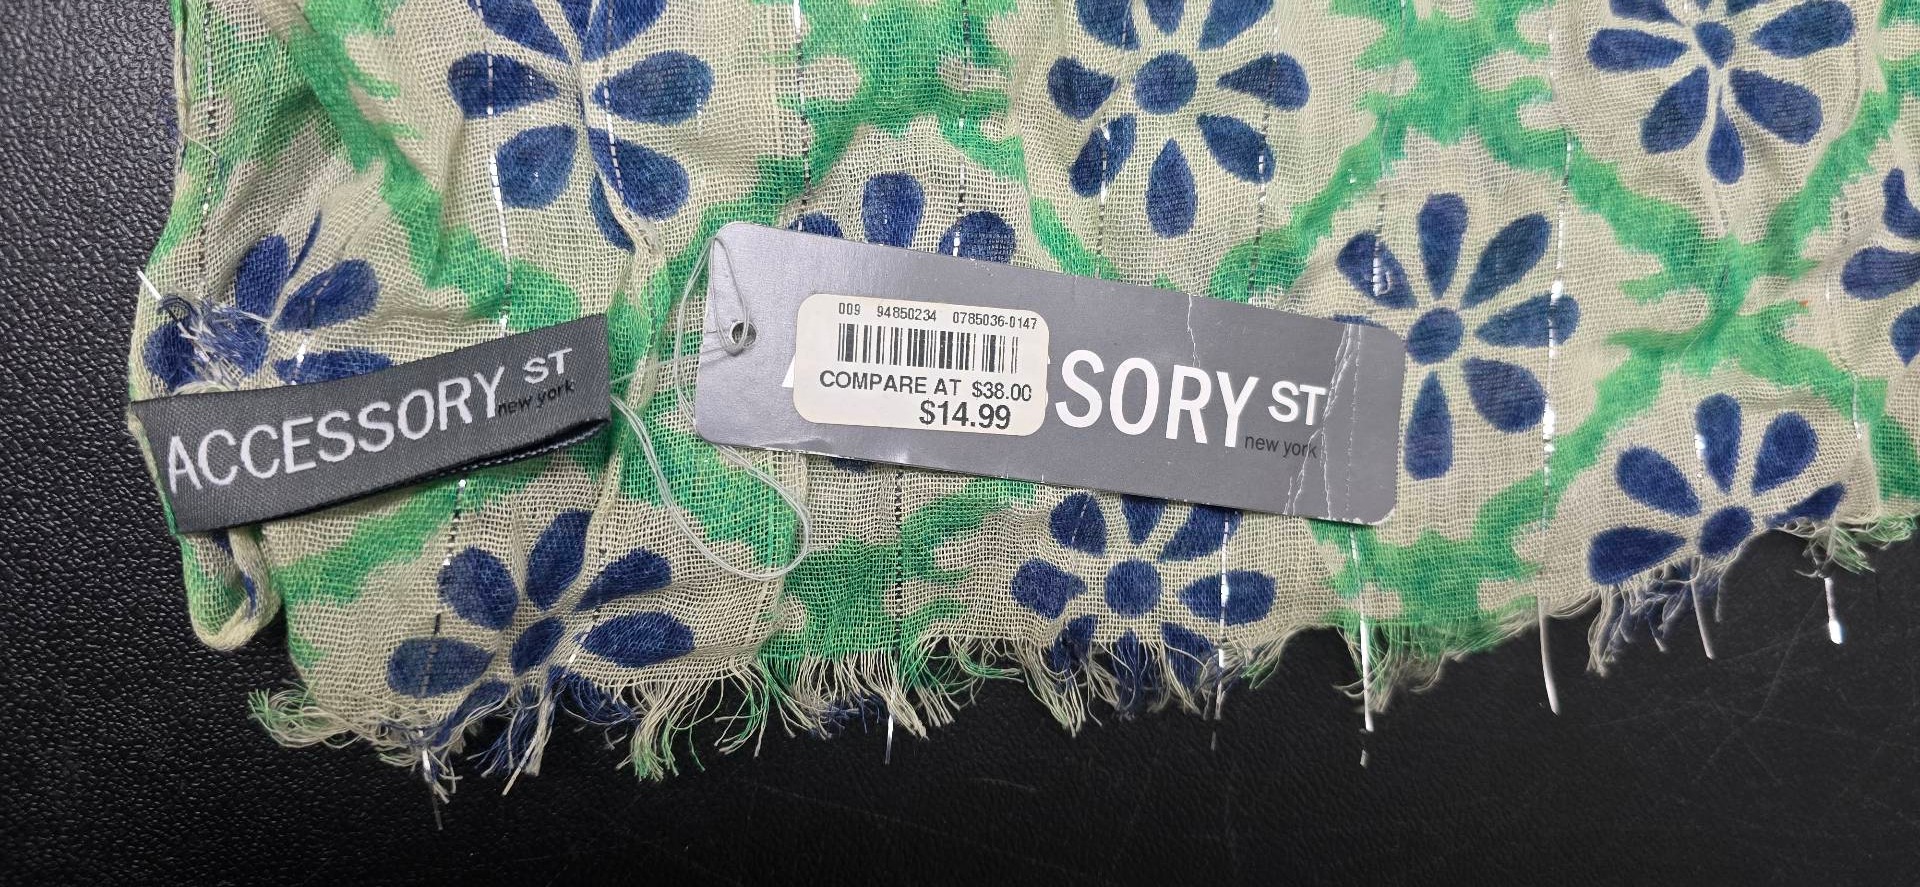 ACCESSORY ST
new york
009 94850234 0785036-0147
COMPARE AT $38.00
$14.99
SORY ST
new york